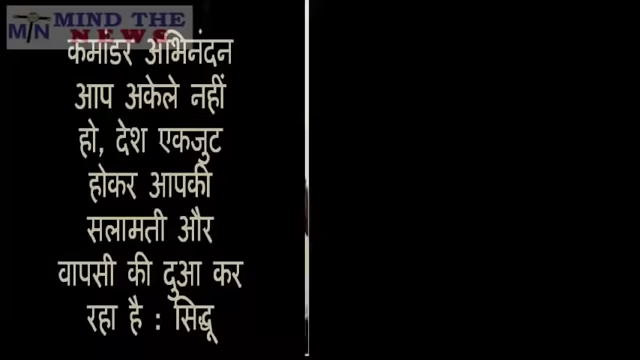 MIND THE
MN NEWS
कमांडर अभिनंदन
आप अकेले नहीं
हो, देश एकजुट
होकर आपकी
सलामती और
वापसी की दुआ कर
रहा है : सिद्धू